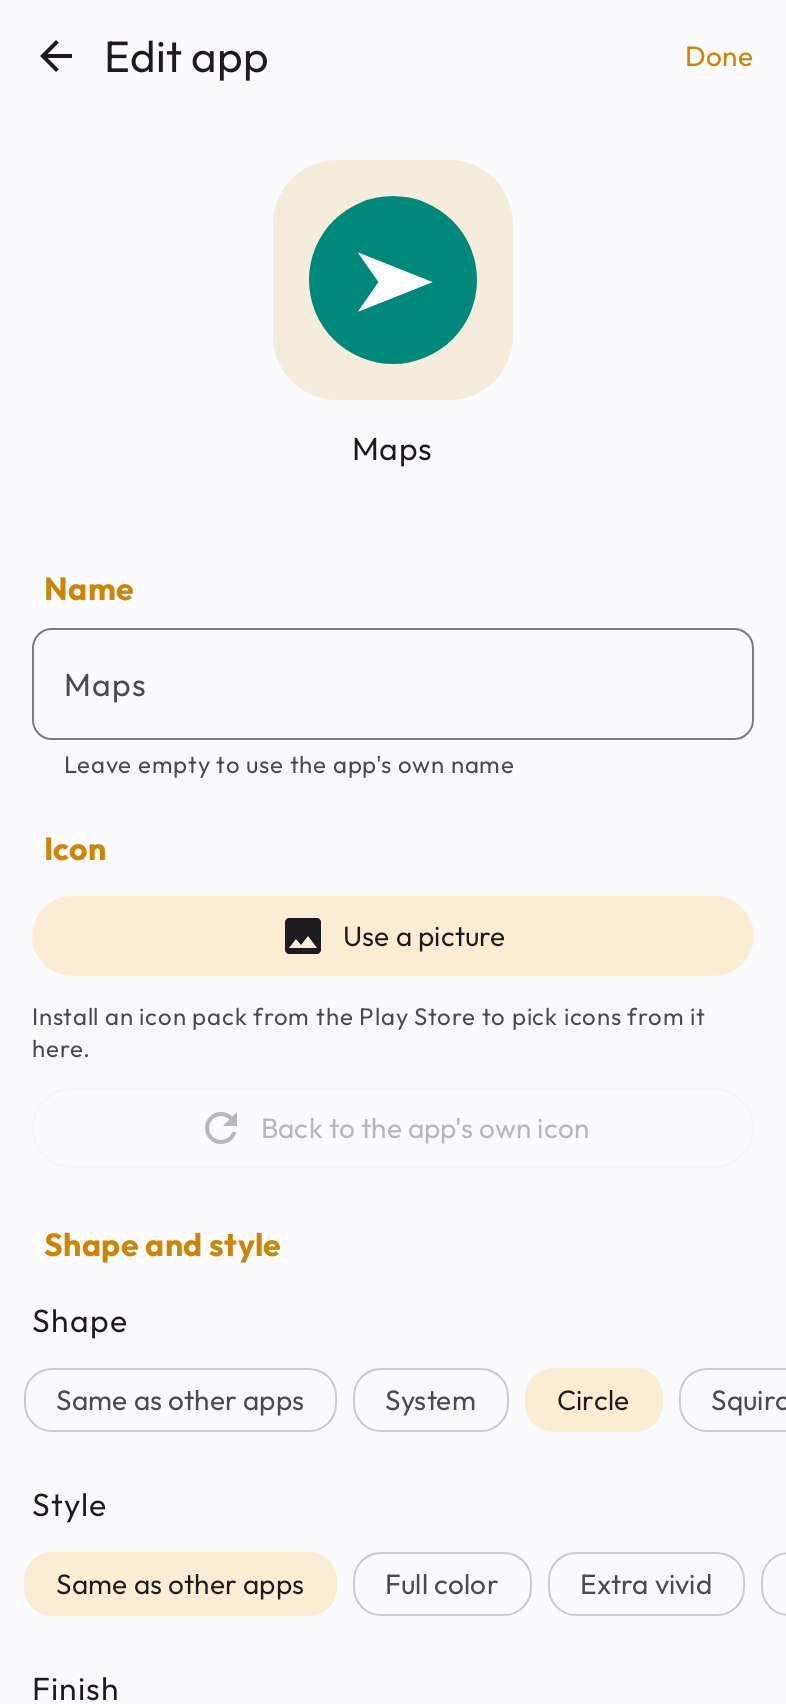 Edit app
Done
Maps
Name
Maps
Leave empty to use the app's own name
Icon
Use a picture
Install an icon pack from the Play Store to pick icons from it
here.
Back to the app's own icon
Shape and style
Shape
Same as other apps
System
Circle
Style
Same as other apps
Full color
Extra vivid
Finish